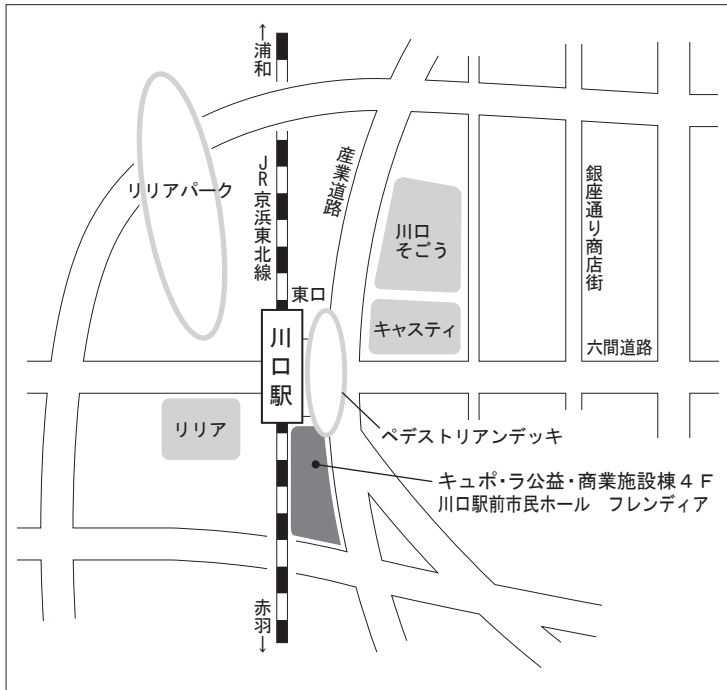 ↑浦和
JR京浜東北線
産業道路
リリアパーク
川口
そごう
銀座通り商店街
東口
キャスティ
川口駅
六間道路
リリア
ペデストリアンデッキ
キュポ・ラ公益・商業施設棟４Ｆ
川口駅前市民ホール　フレンディア
赤羽↓